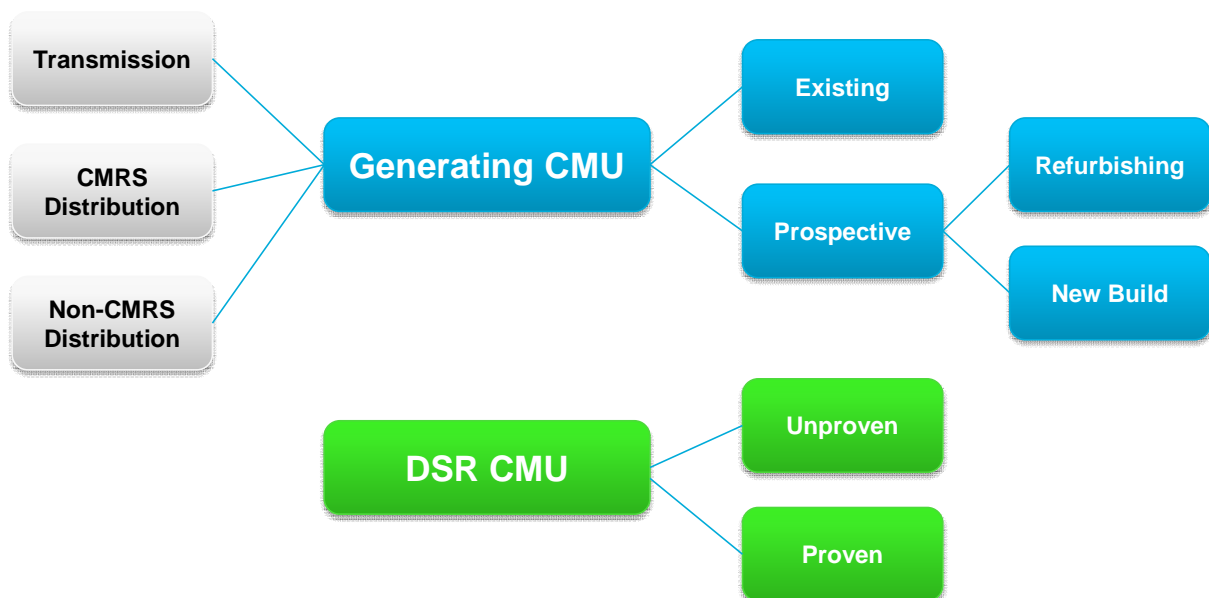 Transmission
CMRS
Distribution
Non-CMRS
Distribution
Generating CMU
Existing
Prospective
Refurbishing
New Build
DSR CMU
Unproven
Proven